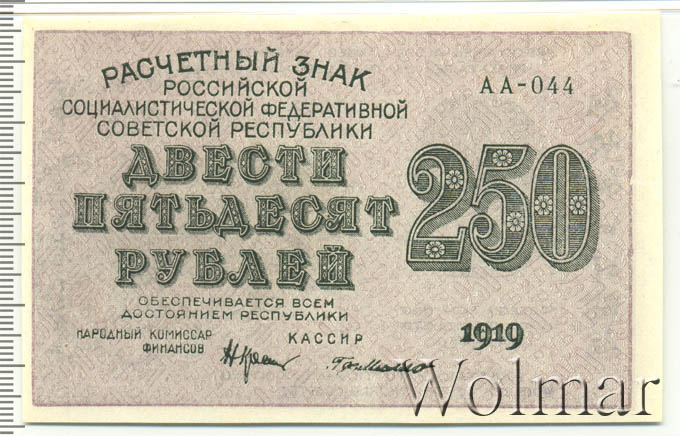 РАСЧЕТНЫЙ ЗНАК
РОССИЙСКОЙ
СОЦИАЛИСТИЧЕСКОЙ ФЕДЕРАТИВНОЙ
СОВЕТСКОЙ РЕСПУБЛИКИ
АА-044
ДВЕСТИ
ПЯТЬДЕСЯТ
РУБЛЕЙ
250
ОБЕСПЕЧИВАЕТСЯ ВСЕМ
ДОСТОЯНИЕМ РЕСПУБЛИКИ
НАРОДНЫЙ КОМИССАР
ФИНАНСОВ
КАССИР
1919
Wolmar